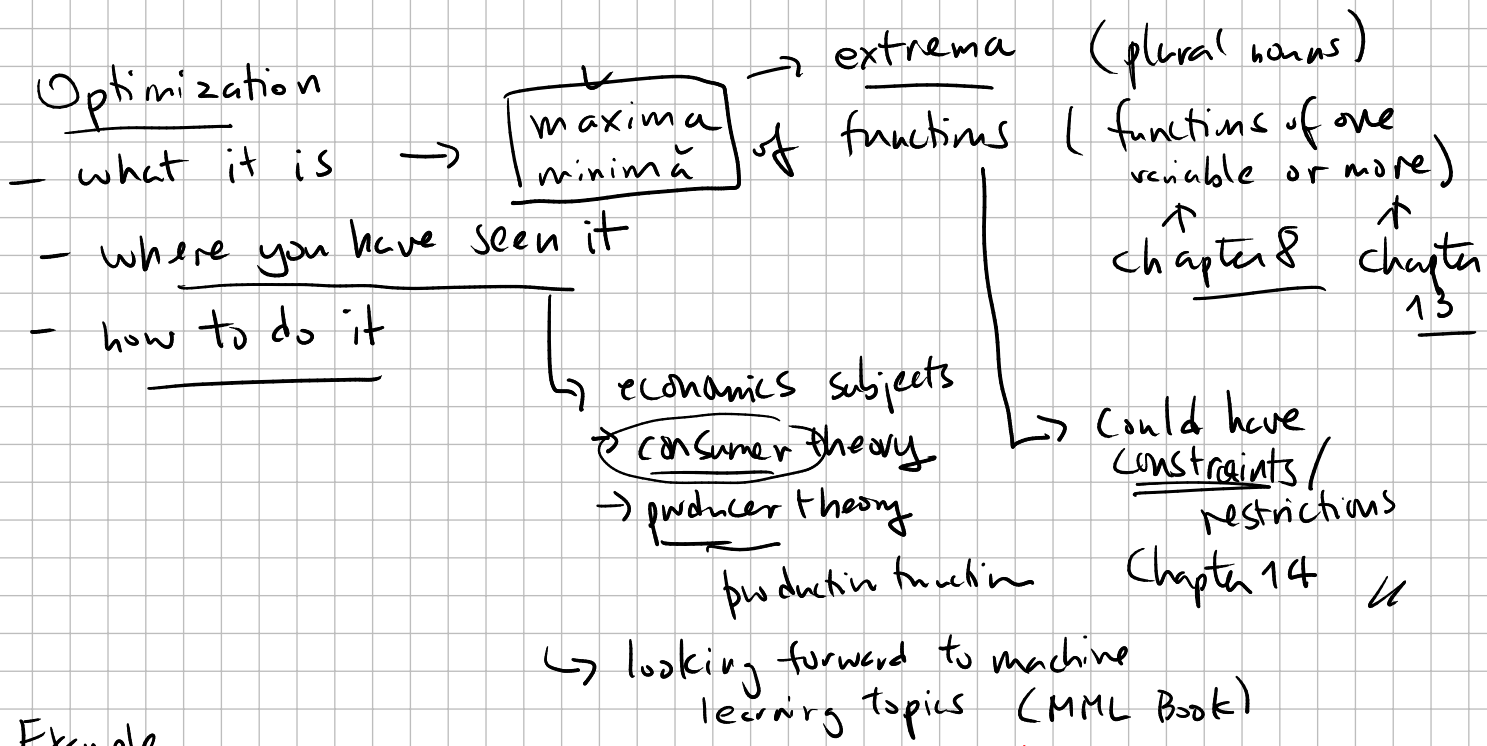 Optimization
- what it is → maxima minimă of functions (functions of one variable or more)
→ extrema (plural nouns)
↑ chapter 8
↑ chapter 13
- where you have seen it
- how to do it
↳ economics subjects
→ consumer theory
→ producer theory
production function
↳ looking forward to machine
learning topics (MML Book)
↳ could have
constraints /
restrictions
Chapter 14
Example